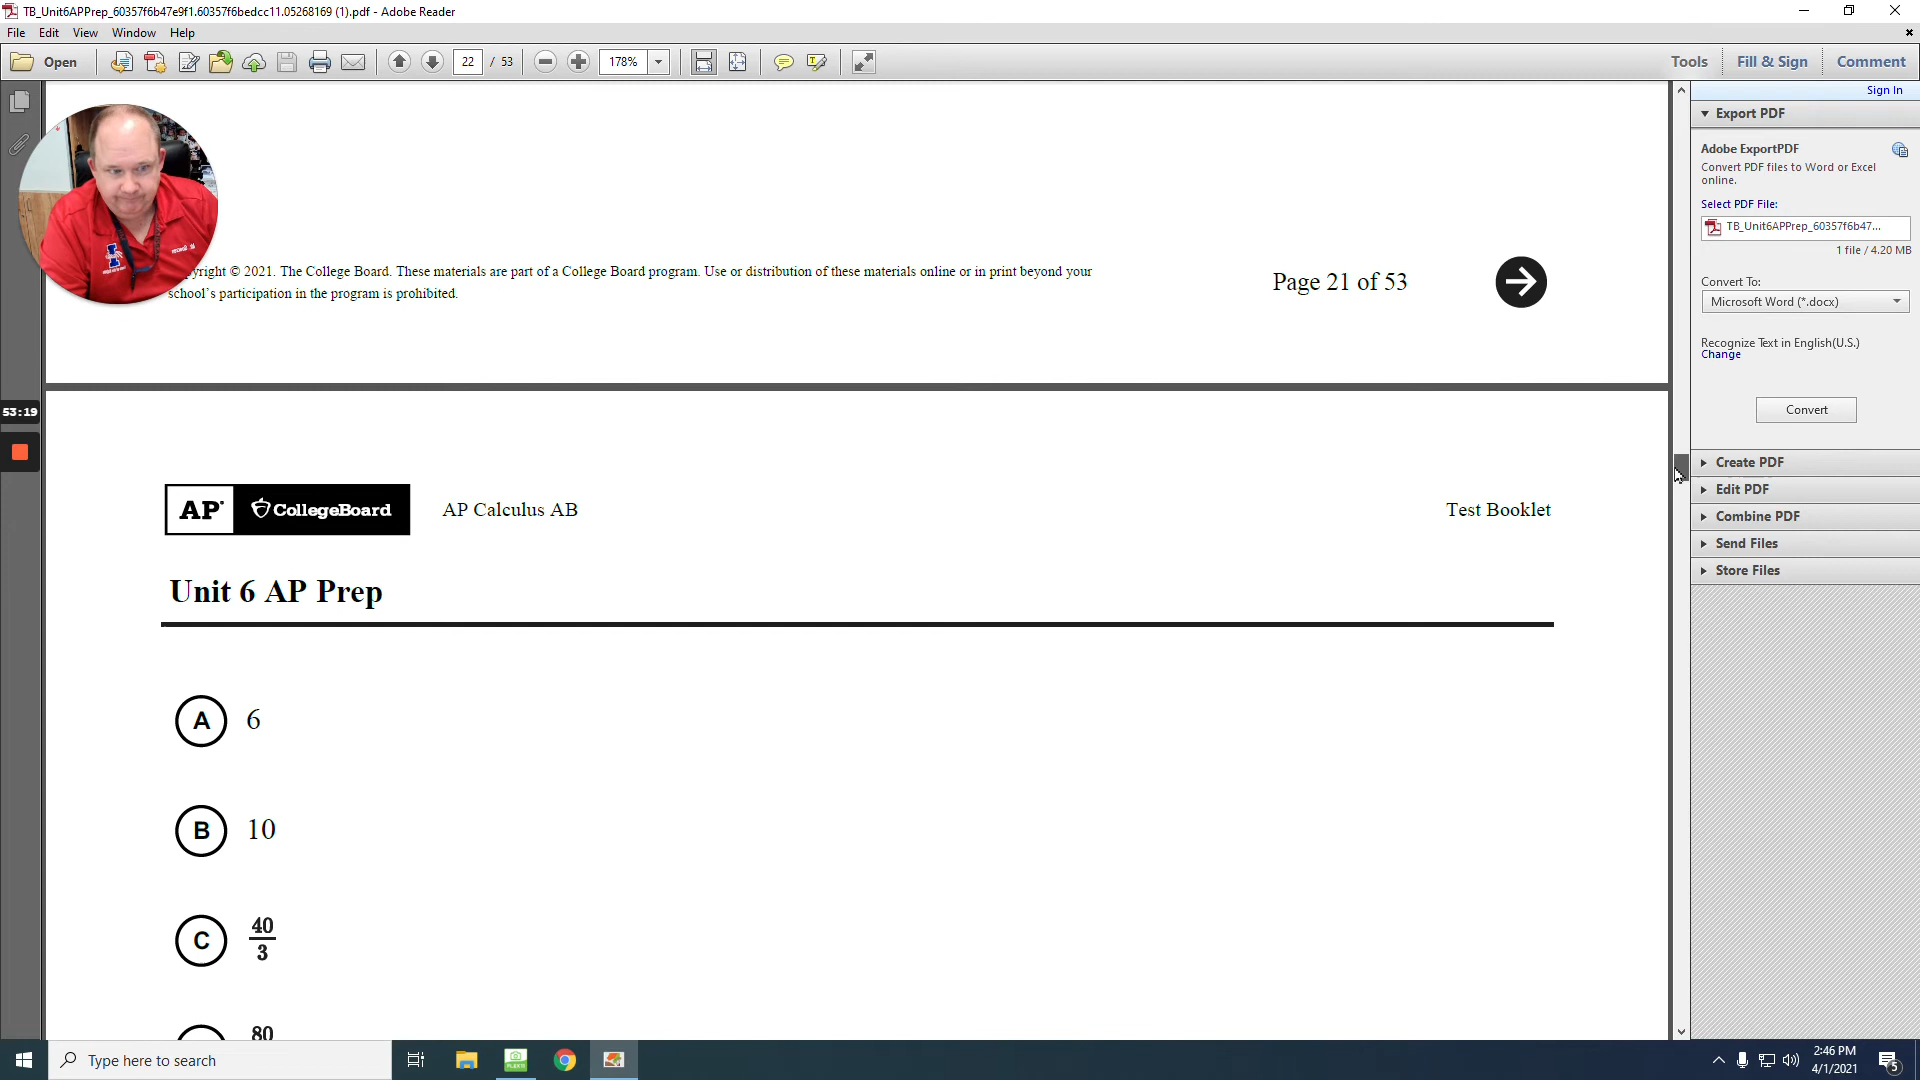 TB_Unit6APPrep_60357f6b47e9f1.60357f6bedcc11.05268169 (1).pdf - Adobe Reader
File Edit View Window Help
Open 22 / 53 178% Tools Fill & Sign Comment
Sign In
Export PDF
Adobe ExportPDF
Convert PDF files to Word or Excel
online.
Select PDF File:
TB_Unit6APPrep_60357f6b47...
1 file / 4.20 MB
Convert To:
Microsoft Word (*.docx)
Recognize Text in English(U.S.)
Change
Convert
Create PDF
Edit PDF
Combine PDF
Send Files
Store Files
© 2021. The College Board. These materials are part of a College Board program. Use or distribution of these materials online or in print beyond your
school's participation in the program is prohibited.
Page 21 of 53
53:19
AP CollegeBoard AP Calculus AB Test Booklet
Unit 6 AP Prep
A 6
B 10
C 40
3
80
Type here to search
PLEXTX
2:46 PM
4/1/2021
5